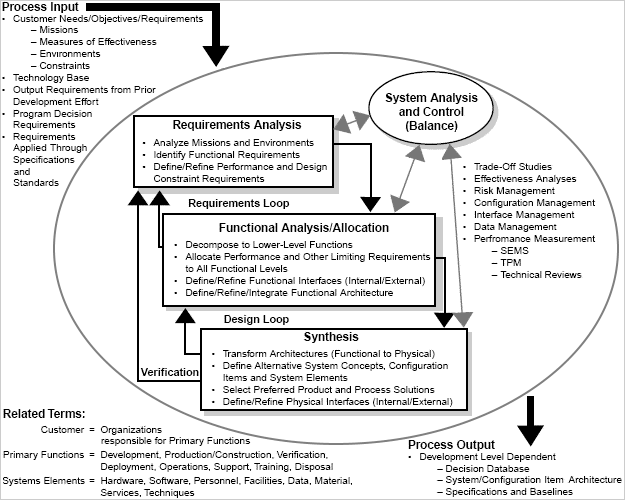 Process Input
• Customer Needs/Objectives/Requirements
– Missions
– Measures of Effectiveness
– Environments
– Constraints
• Technology Base
• Output Requirements from Prior
Development Effort
• Program Decision
Requirements
• Requirements
Applied Through
Specifications
and
Standards
System Analysis
and Control
(Balance)
Requirements Analysis
• Analyze Missions and Environments
• Identify Functional Requirements
• Define/Refine Performance and Design
Constraint Requirements
• Trade-Off Studies
• Effectiveness Analyses
• Risk Management
• Configuration Management
• Interface Management
• Data Management
• Perfromance Measurement
– SEMS
– TPM
– Technical Reviews
Requirements Loop
Functional Analysis/Allocation
• Decompose to Lower-Level Functions
• Allocate Performance and Other Limiting Requirements
to All Functional Levels
• Define/Refine Functional Interfaces (Internal/External)
• Define/Refine/Integrate Functional Architecture
Design Loop
Synthesis
• Transform Architectures (Functional to Physical)
• Define Alternative System Concepts, Configuration
Items and System Elements
• Select Preferred Product and Process Solutions
• Define/Refine Physical Interfaces (Internal/External)
Verification
Related Terms:
Customer = Organizations
responsible for Primary Functions
Primary Functions = Development, Production/Construction, Verification,
Deployment, Operations, Support, Training, Disposal
Systems Elements = Hardware, Software, Personnel, Facilities, Data, Material,
Services, Techniques
Process Output
• Development Level Dependent
– Decision Database
– System/Configuration Item Architecture
– Specifications and Baselines